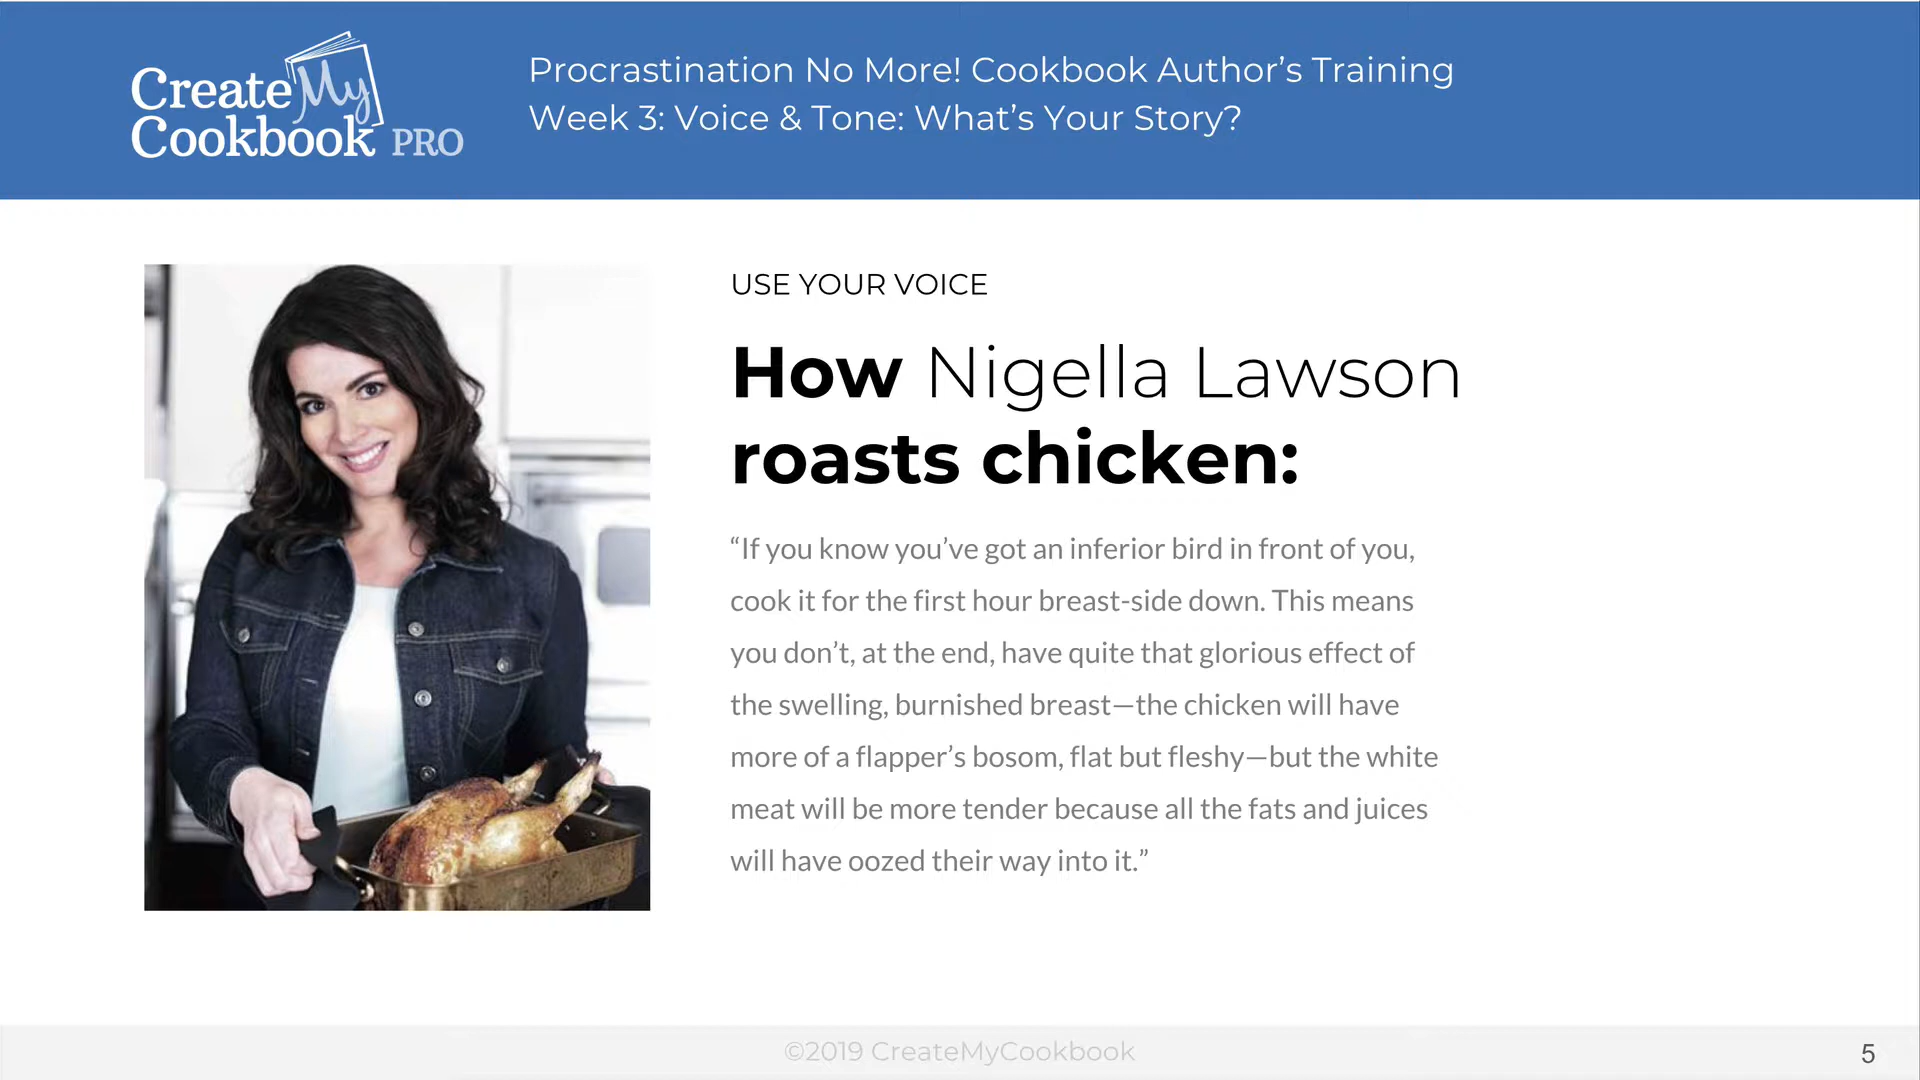 Create My
Cookbook PRO
Procrastination No More! Cookbook Author’s Training
Week 3: Voice & Tone: What’s Your Story?
USE YOUR VOICE
How Nigella Lawson
roasts chicken:
“If you know you’ve got an inferior bird in front of you,
cook it for the first hour breast-side down. This means
you don’t, at the end, have quite that glorious effect of
the swelling, burnished breast—the chicken will have
more of a flapper’s bosom, flat but fleshy—but the white
meat will be more tender because all the fats and juices
will have oozed their way into it.”
©2019 CreateMyCookbook
5